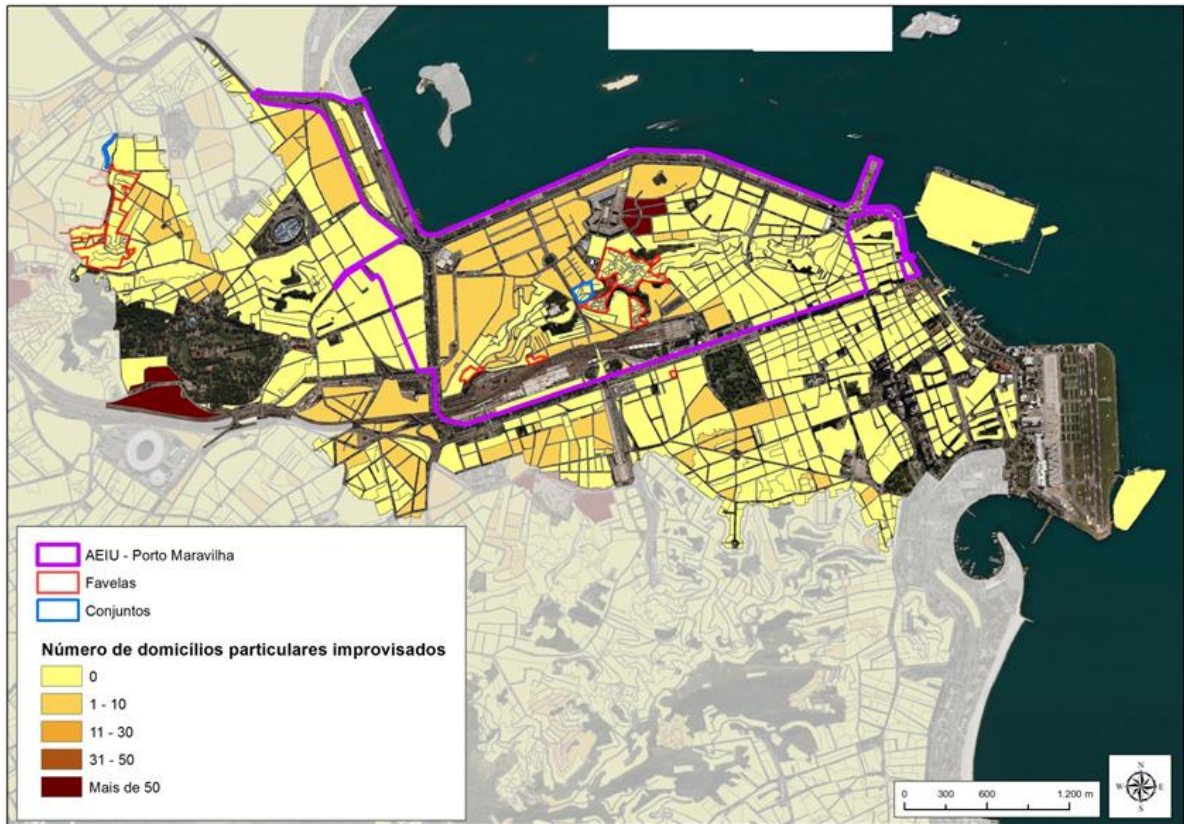 AEIU - Porto Maravilha
Favelas
Conjuntos
Número de domicílios particulares improvisados
0
1 - 10
11 - 30
31 - 50
Mais de 50
0 300 600 1.200 m
N
W E
S